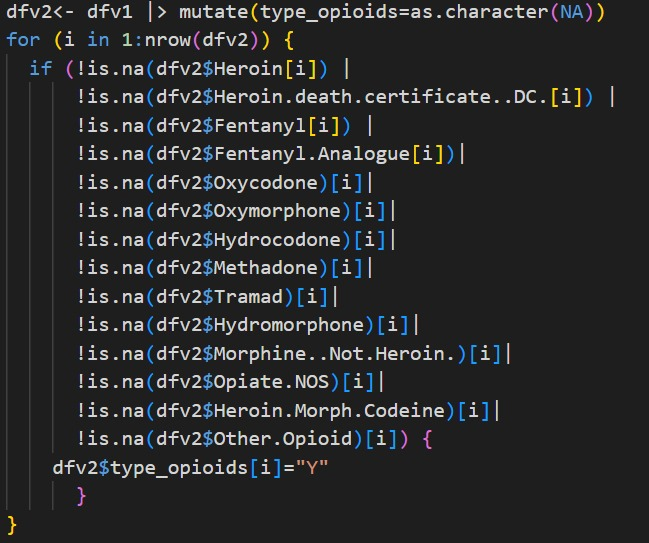 dfv2<- dfv1 |> mutate(type_opioids=as.character(NA))
for (i in 1:nrow(dfv2)) {
  if (!is.na(dfv2$Heroin[i]) |
      !is.na(dfv2$Heroin.death.certificate..DC.[i]) |
      !is.na(dfv2$Fentanyl[i]) |
      !is.na(dfv2$Fentanyl.Analogue[i])|
      !is.na(dfv2$Oxycodone)[i]|
      !is.na(dfv2$Oxymorphone)[i]|
      !is.na(dfv2$Hydrocodone)[i]|
      !is.na(dfv2$Methadone)[i]|
      !is.na(dfv2$Tramad)[i]|
      !is.na(dfv2$Hydromorphone)[i]|
      !is.na(dfv2$Morphine..Not.Heroin.)[i]|
      !is.na(dfv2$Opiate.NOS)[i]|
      !is.na(dfv2$Heroin.Morph.Codeine)[i]|
      !is.na(dfv2$Other.Opioid)[i]) {
    dfv2$type_opioids[i]="Y"
      }
}